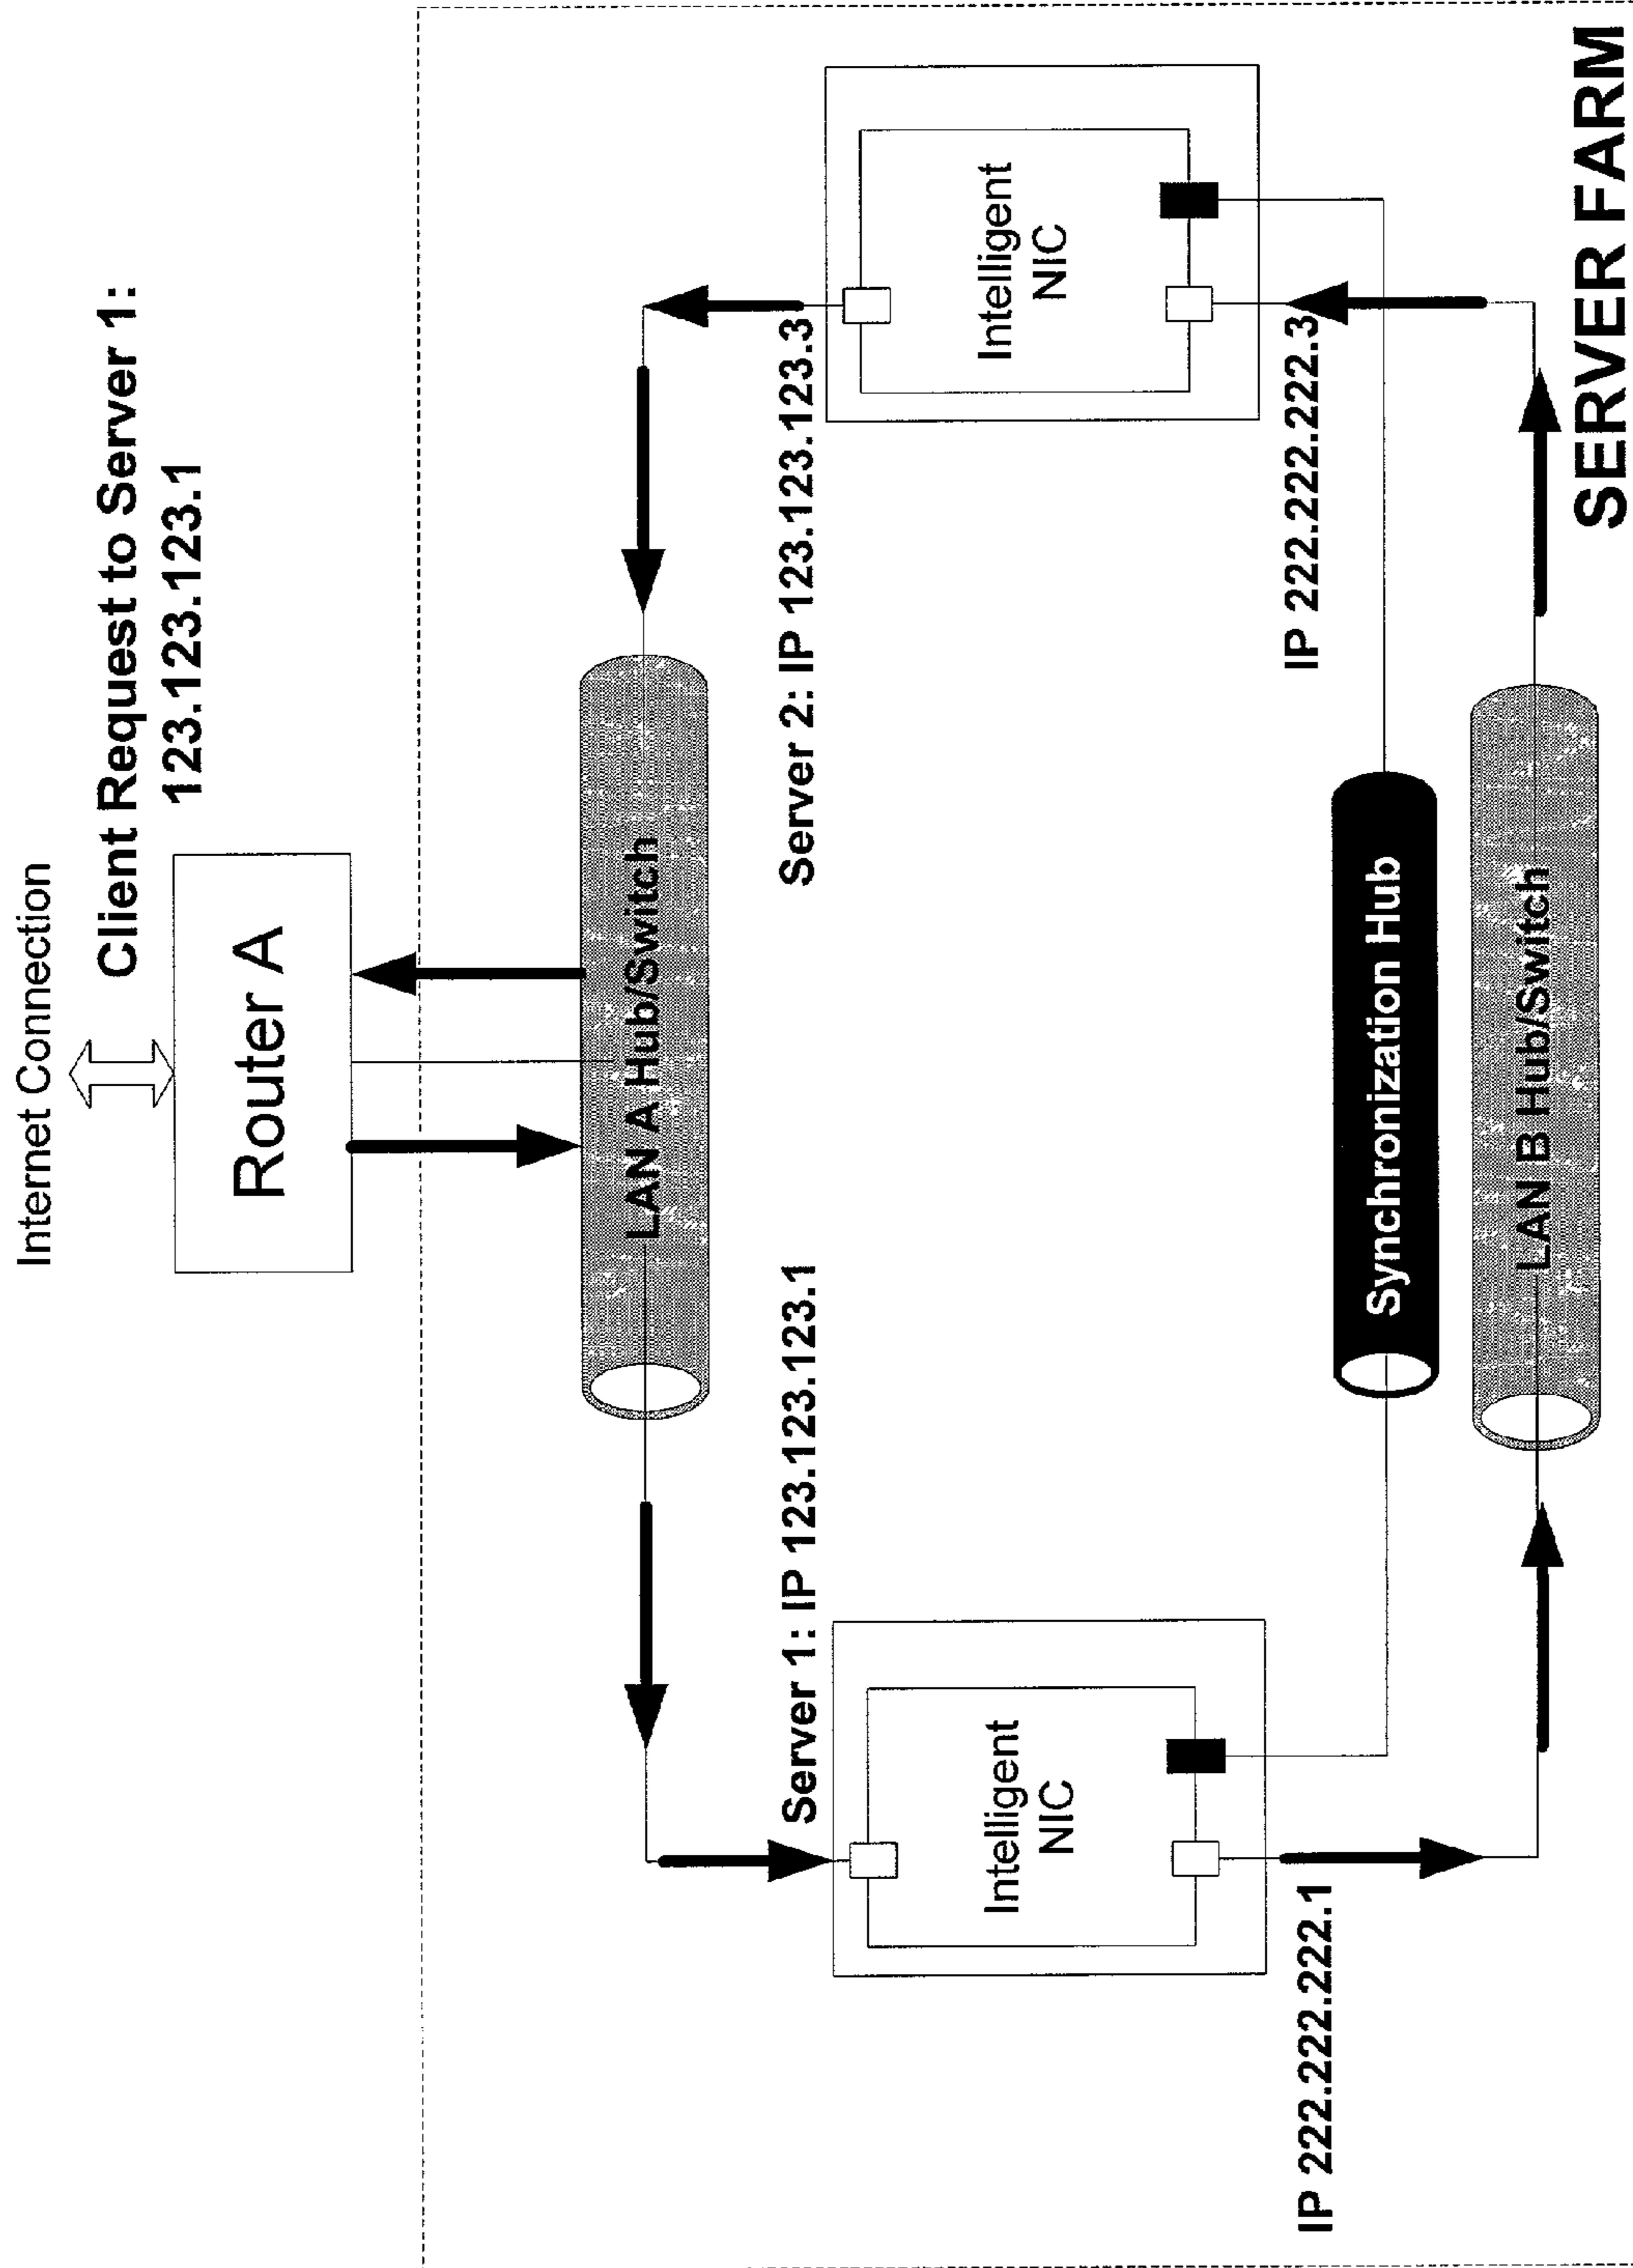 Internet Connection
Client Request to Server 1:
123.123.123.1
Router A
LAN A Hub/Switch
Server 1: IP 123.123.123.1
Server 2: IP 123.123.123.3
Intelligent
NIC
Intelligent
NIC
IP 222.222.222.1
IP 222.222.222.3
Synchronization Hub
LAN B Hub/Switch
SERVER FARM